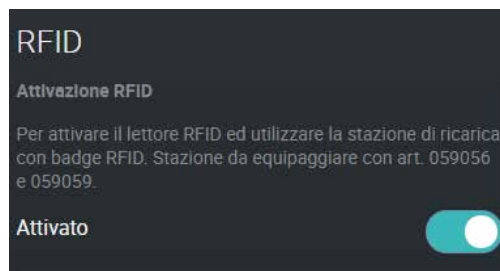 RFID
Attivazione RFID
Per attivare il lettore RFID ed utilizzare la stazione di ricarica
con badge RFID. Stazione da equipaggiare con art. 059056
e 059059.
Attivato